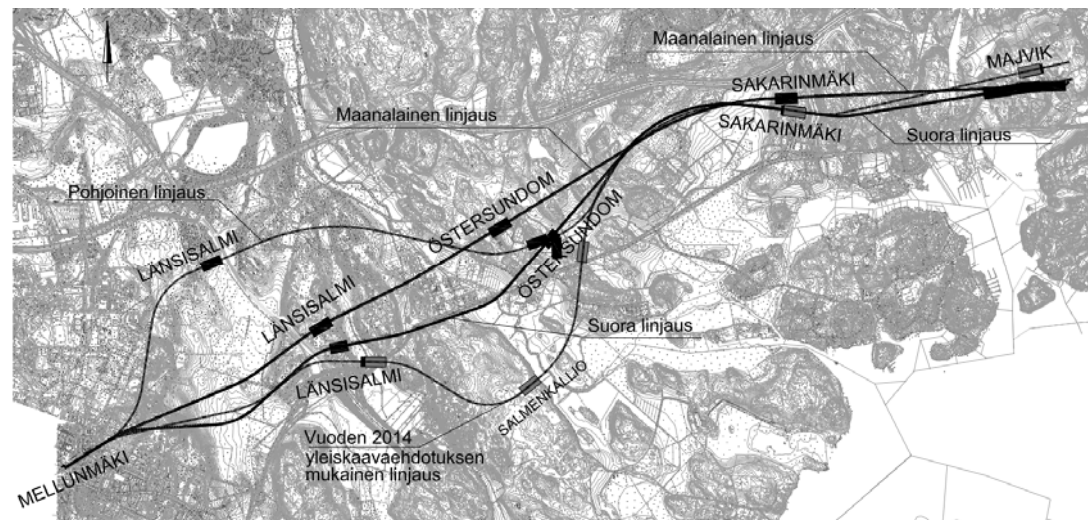 Maanalainen linjaus
MAJVIK
SAKARINMÄKI
Maanalainen linjaus
SAKARINMÄKI
Suora linjaus
Pohjoinen linjaus
ÖSTERSUNDOM
LÄNSISALMI
ÖSTERSUNDOM
LÄNSISALMI
Suora linjaus
LÄNSISALMI
SALMENKALLIO
Vuoden 2014
yleiskaavaehdotuksen
mukainen linjaus
MELLUNMÄKI